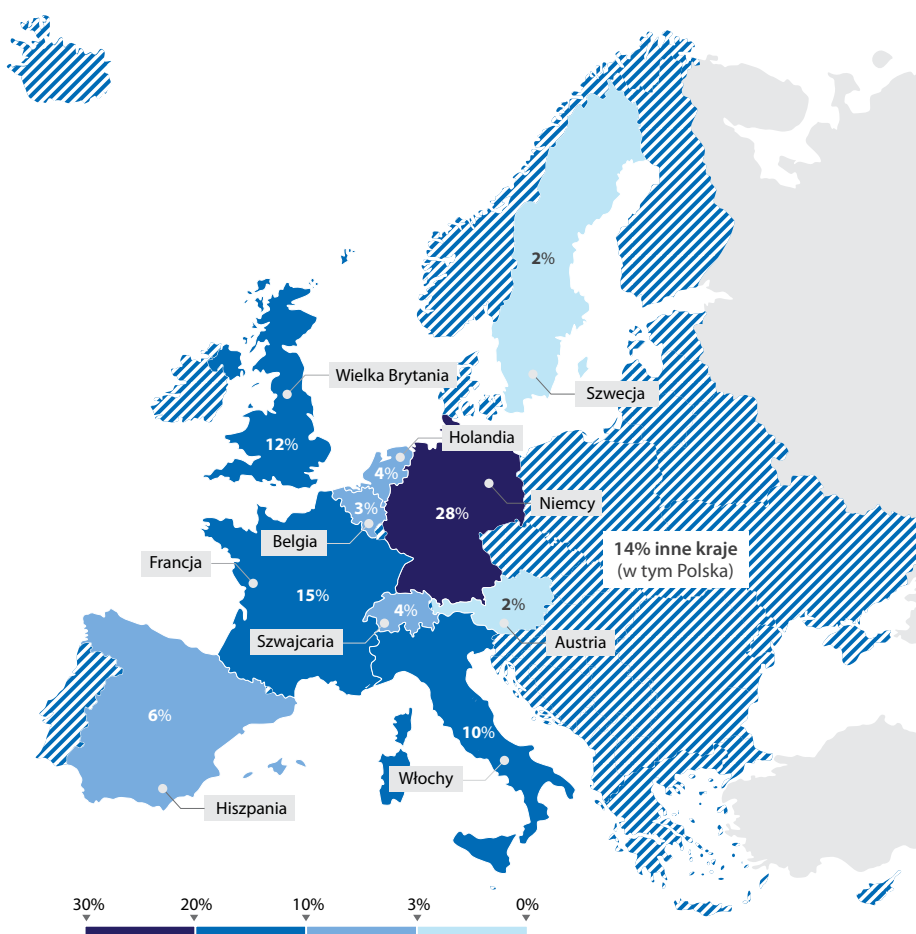 2%
Wielka Brytania
Szwecja
12%
Holandia
4%
3%
28%
Niemcy
Belgia
14% inne kraje
(w tym Polska)
Francja
15%
4%
2%
Szwajcaria
Austria
6%
10%
Włochy
Hiszpania
30% 20% 10% 3% 0%